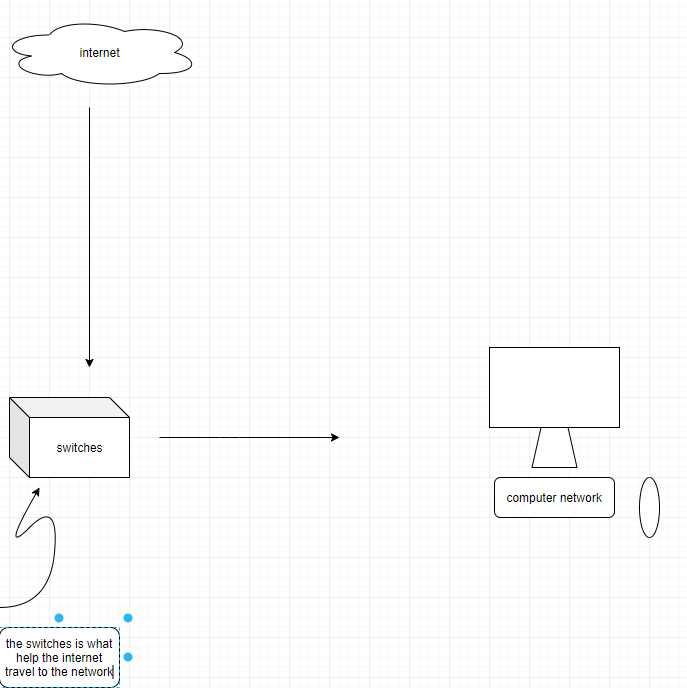 internet
switches
computer network
the switches is what
help the internet
travel to the network